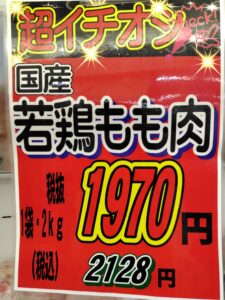 超イチオシ
国産
若鶏もも肉
税抜
1袋・2kg
1970円
(税込)
2128円